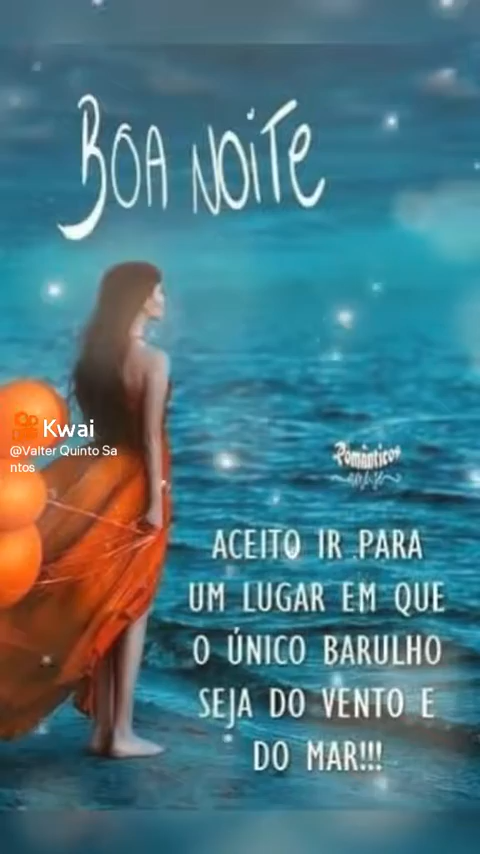 BOA NOiTe
Kwai
@Valter Quinto Sa
ntos
Românticos
ACEITO IR PARA
UM LUGAR EM QUE
O ÚNICO BARULHO
SEJA DO VENTO E
DO MAR!!!